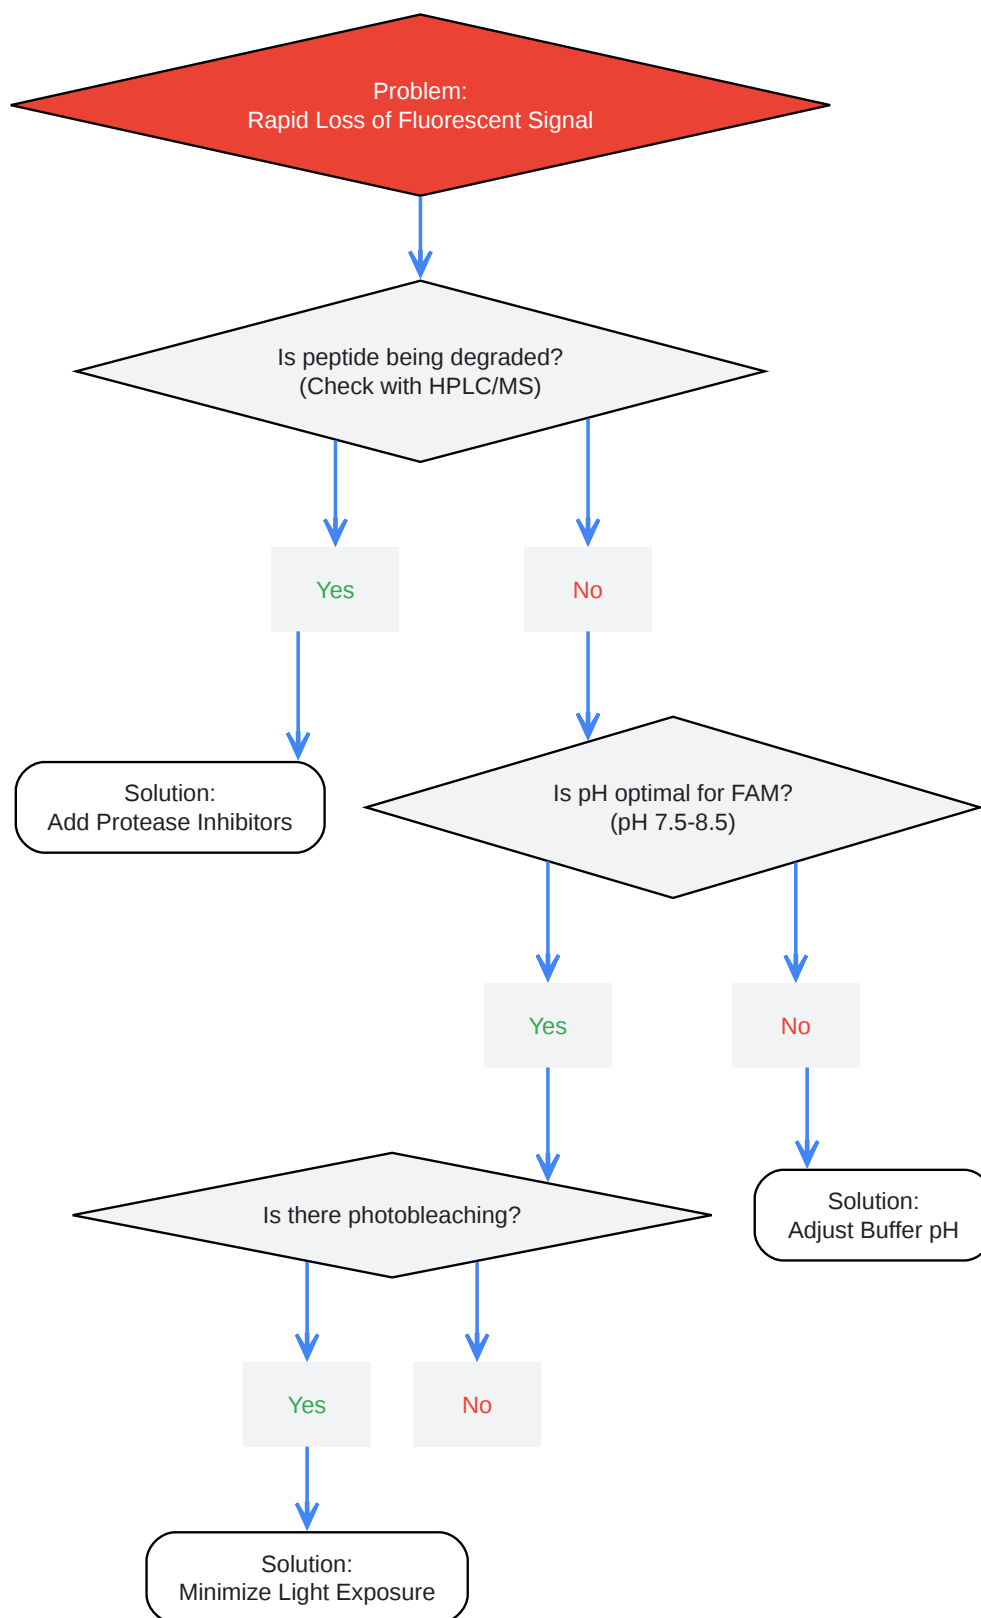 Problem:
Rapid Loss of Fluorescent Signal
Is peptide being degraded?
(Check with HPLC/MS)
Yes
No
Solution:
Add Protease Inhibitors
Is pH optimal for FAM?
(pH 7.5-8.5)
Yes
No
Is there photobleaching?
Solution:
Adjust Buffer pH
Yes
No
Solution:
Minimize Light Exposure